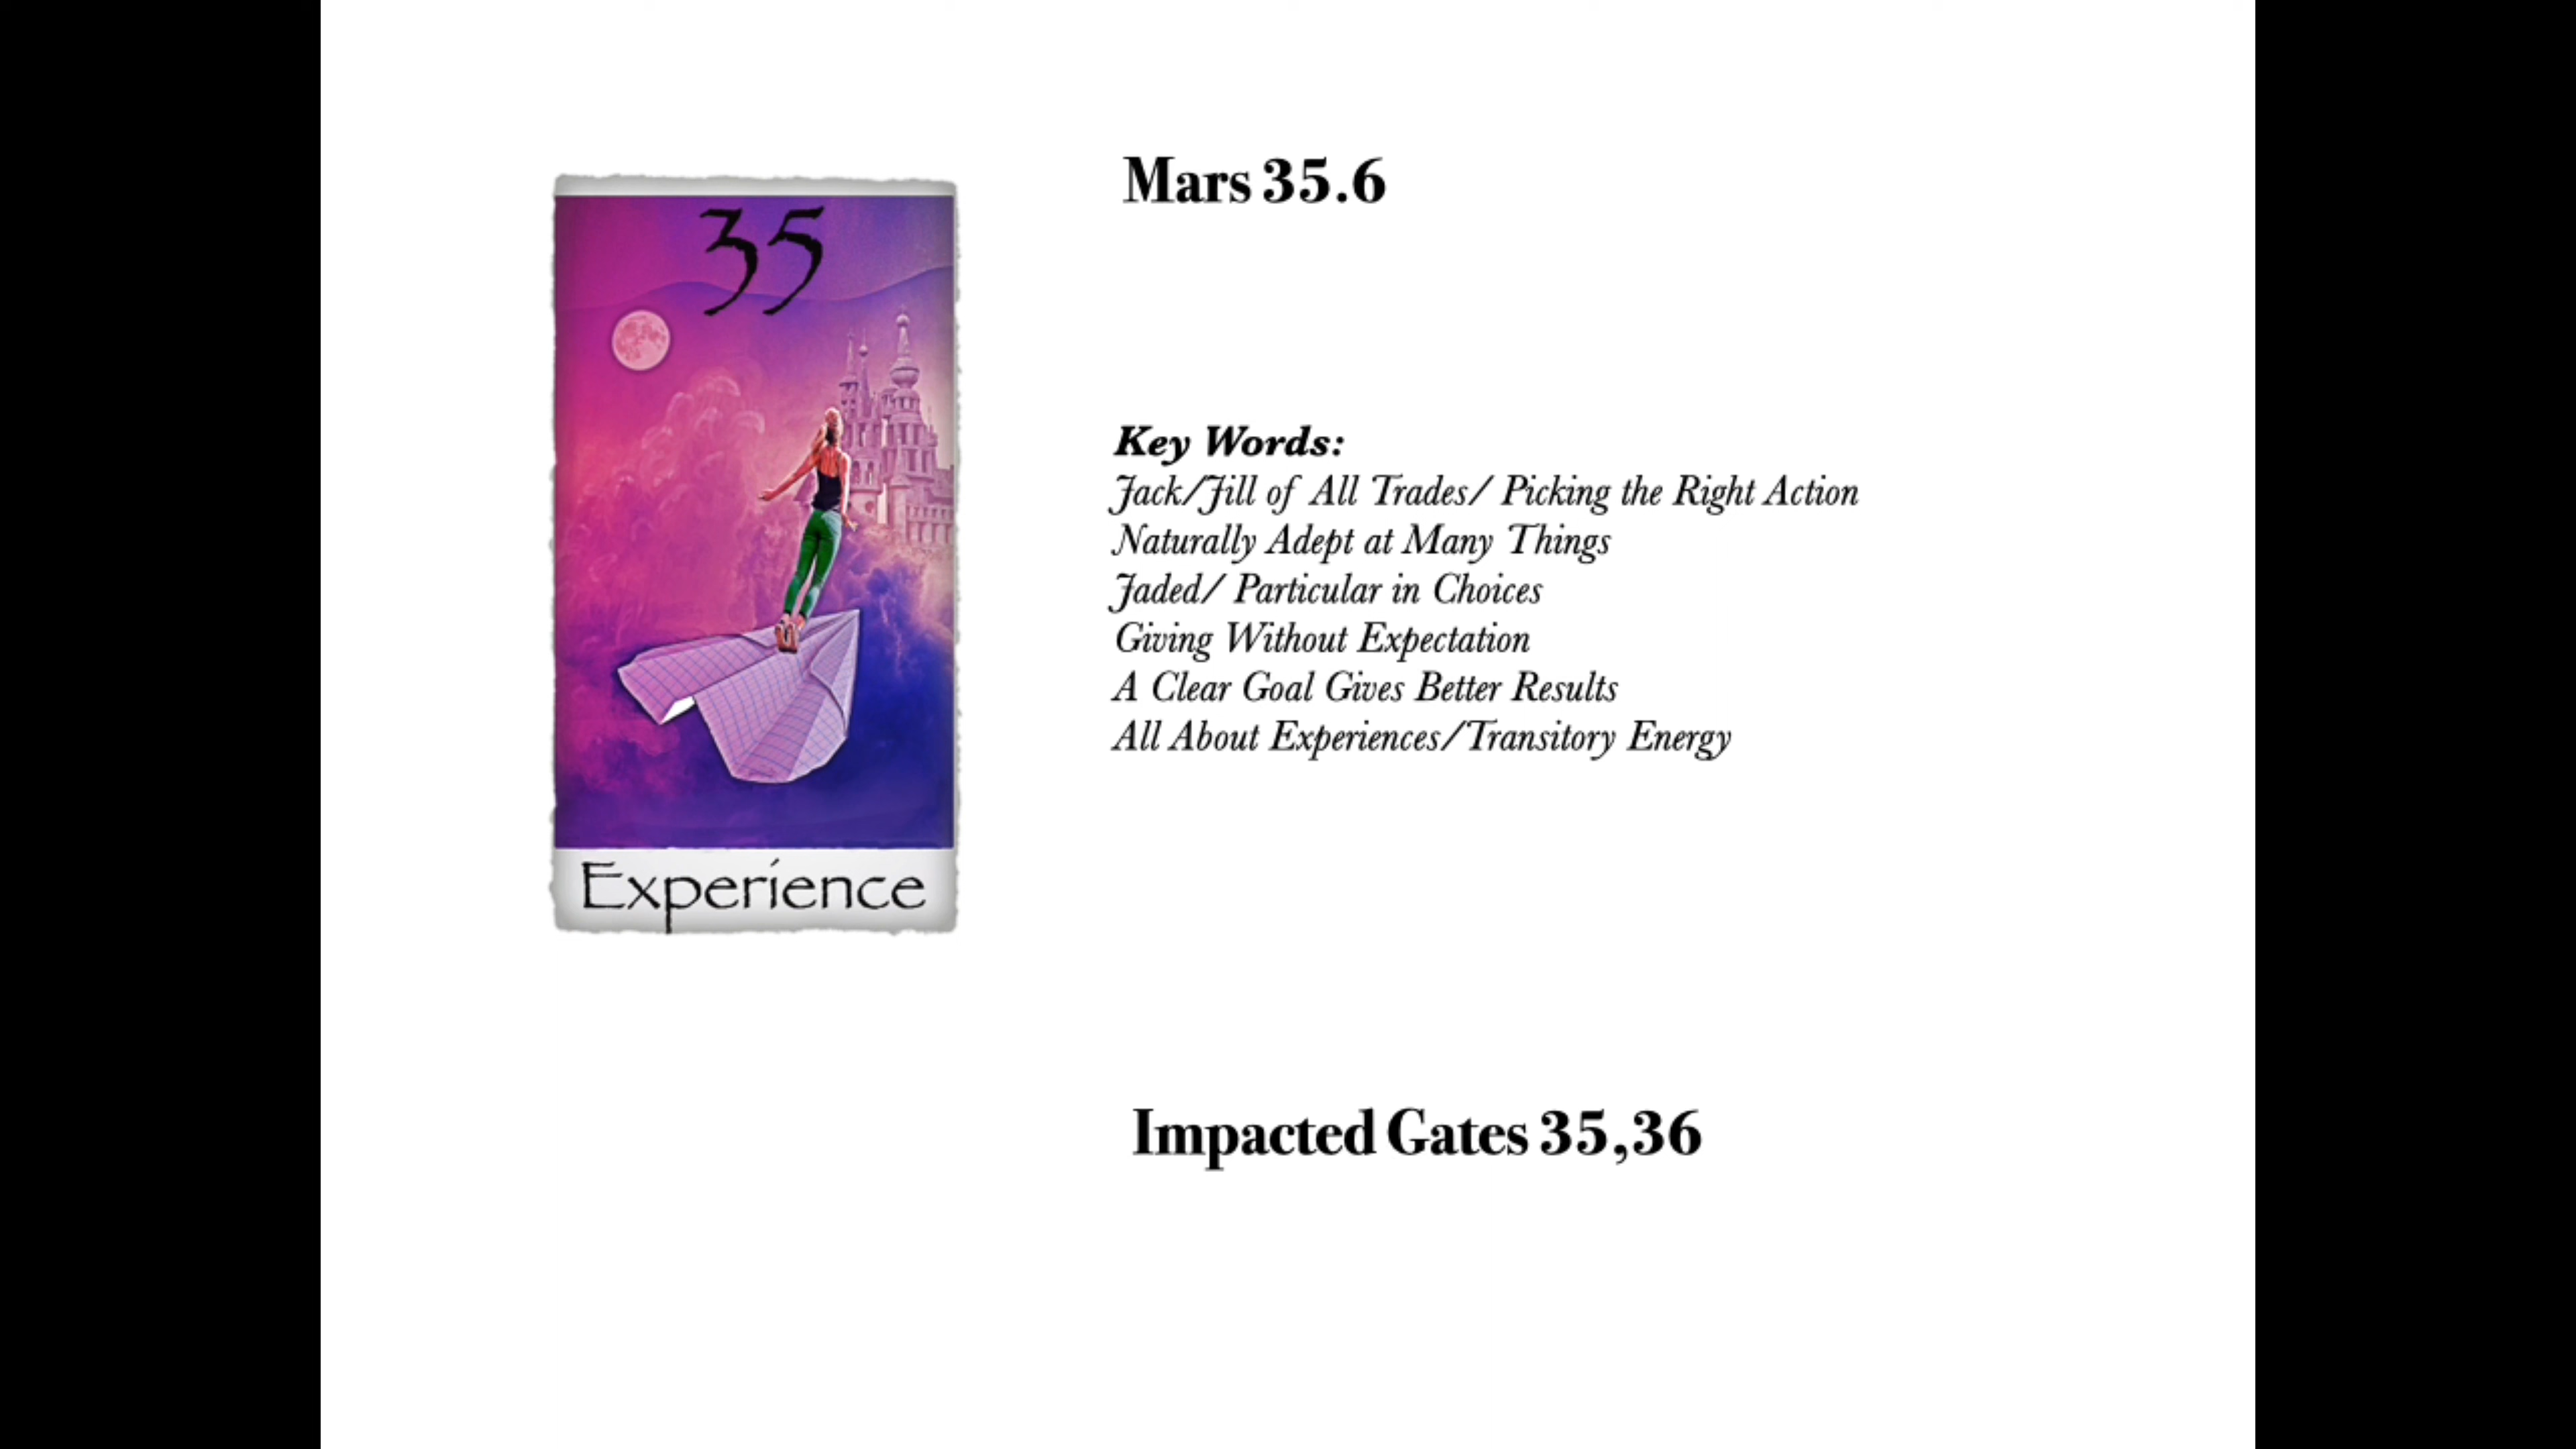 35
Experience
Mars 35.6
Key Words:
Jack/Jill of All Trades/ Picking the Right Action
Naturally Adept at Many Things
Jaded/ Particular in Choices
Giving Without Expectation
A Clear Goal Gives Better Results
All About Experiences/Transitory Energy
Impacted Gates 35,36